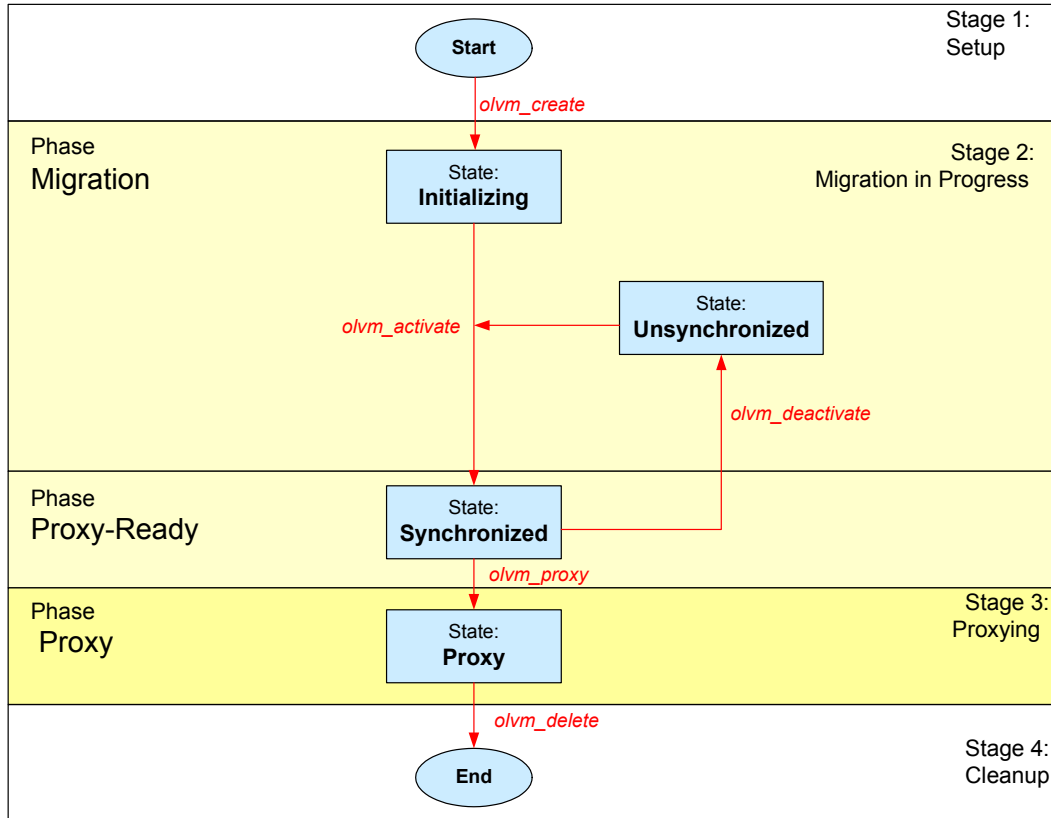 Stage 1:
Setup
Start
olvm_create
Phase
Migration
State:
Initializing
Stage 2:
Migration in Progress
State:
Unsynchronized
olvm_activate
olvm_deactivate
Phase
Proxy-Ready
State:
Synchronized
olvm_proxy
Phase
Proxy
State:
Proxy
Stage 3:
Proxying
olvm_delete
End
Stage 4:
Cleanup